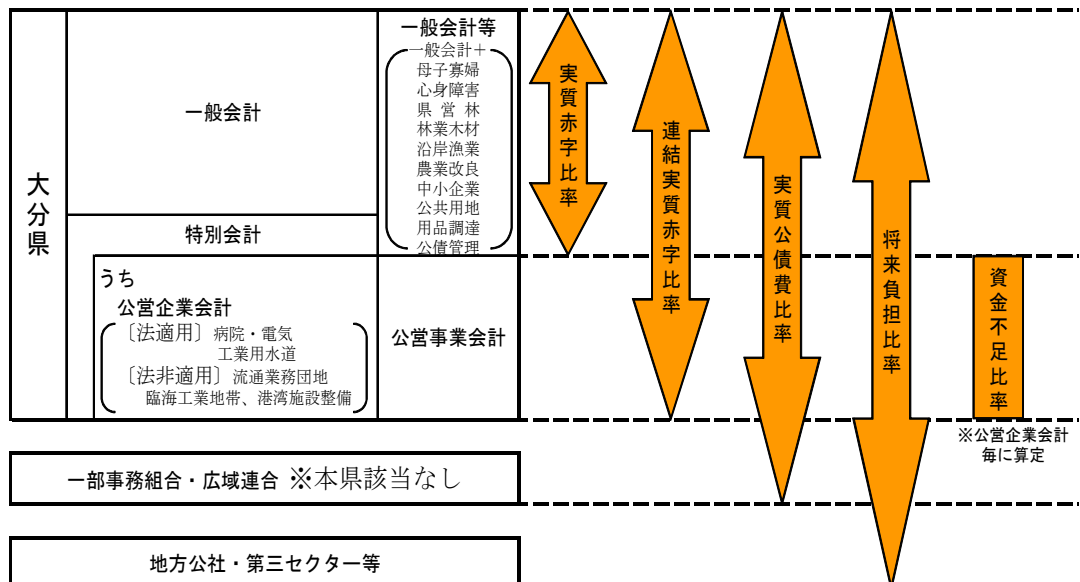 大分県
一般会計
特別会計
うち
公営企業会計
〔法適用〕病院・電気
工業用水道
〔法非適用〕流通業務団地
臨海工業地帯、港湾施設整備
一般会計等
一般会計+
母子寡婦
心身障害
県営林
林業木材
沿岸漁業
農業改良
中小企業
公共用地
用品調達
公債管理
公営事業会計
実質赤字比率
連結実質赤字比率
実質公債費比率
将来負担比率
資金不足比率
※公営企業会計
毎に算定
一部事務組合・広域連合 ※本県該当なし
地方公社・第三セクター等